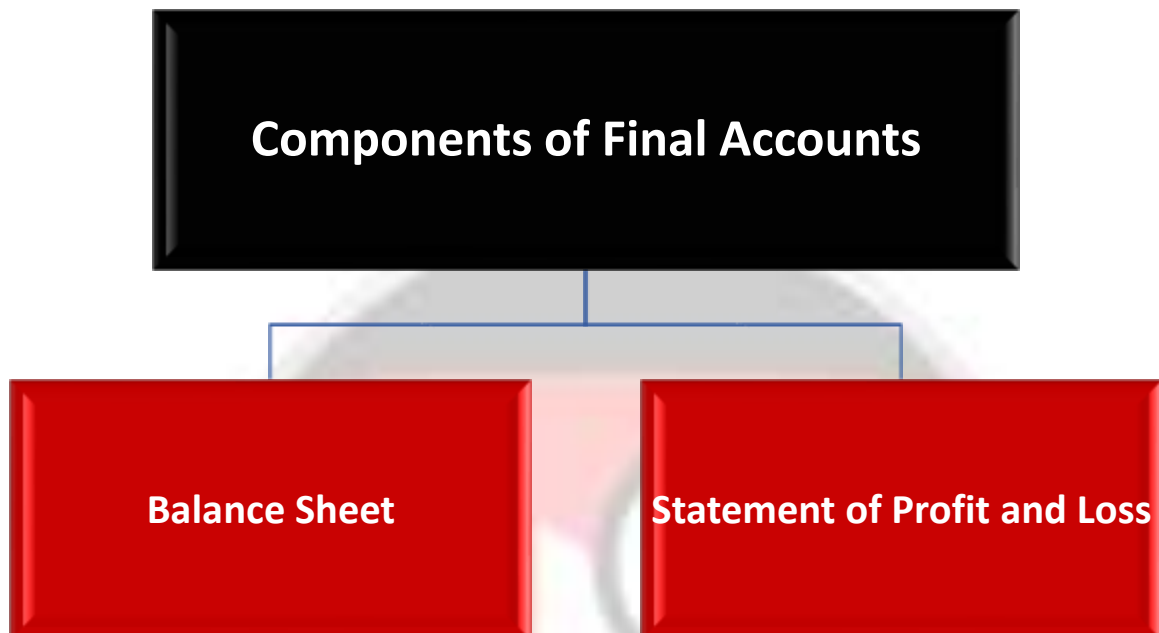 Components of Final Accounts
Balance Sheet
Statement of Profit and Loss